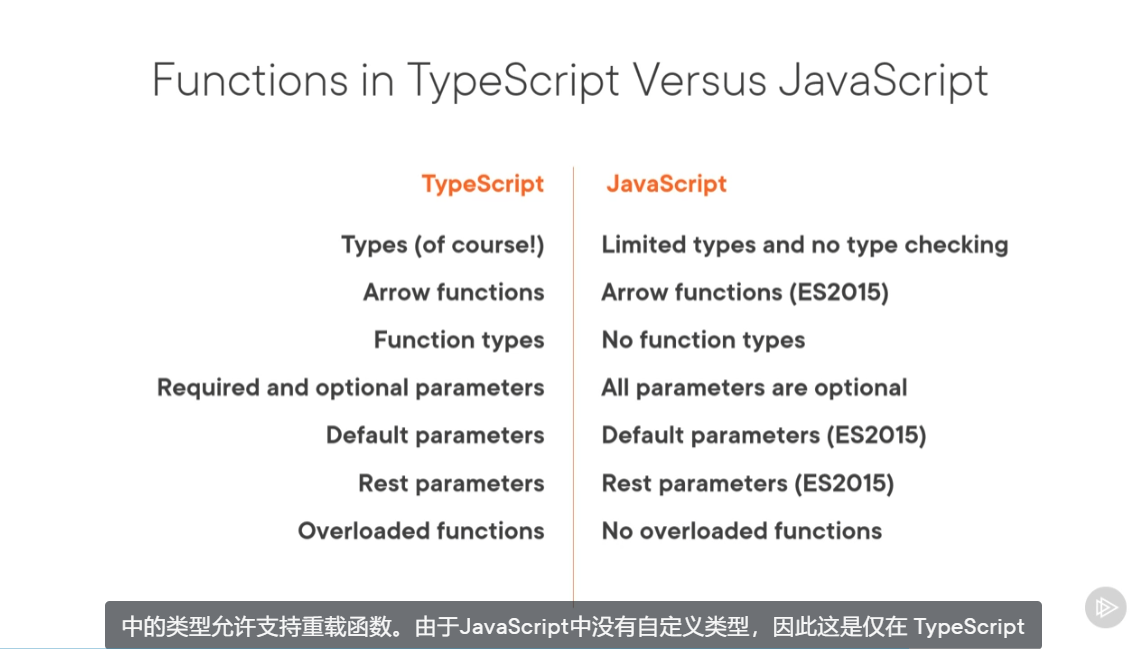 Functions in TypeScript Versus JavaScript
TypeScript
JavaScript
Types (of course!)
Limited types and no type checking
Arrow functions
Arrow functions (ES2015)
Function types
No function types
Required and optional parameters
All parameters are optional
Default parameters
Default parameters (ES2015)
Rest parameters
Rest parameters (ES2015)
Overloaded functions
No overloaded functions
中的类型允许支持重载函数。由于JavaScript中没有自定义类型，因此这是仅在 TypeScript